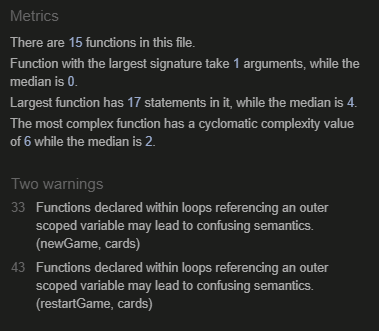 Metrics
There are 15 functions in this file.
Function with the largest signature take 1 arguments, while the
median is 0.
Largest function has 17 statements in it, while the median is 4.
The most complex function has a cyclomatic complexity value
of 6 while the median is 2.
Two warnings
33 Functions declared within loops referencing an outer
scoped variable may lead to confusing semantics.
(newGame, cards)
43 Functions declared within loops referencing an outer
scoped variable may lead to confusing semantics.
(restartGame, cards)